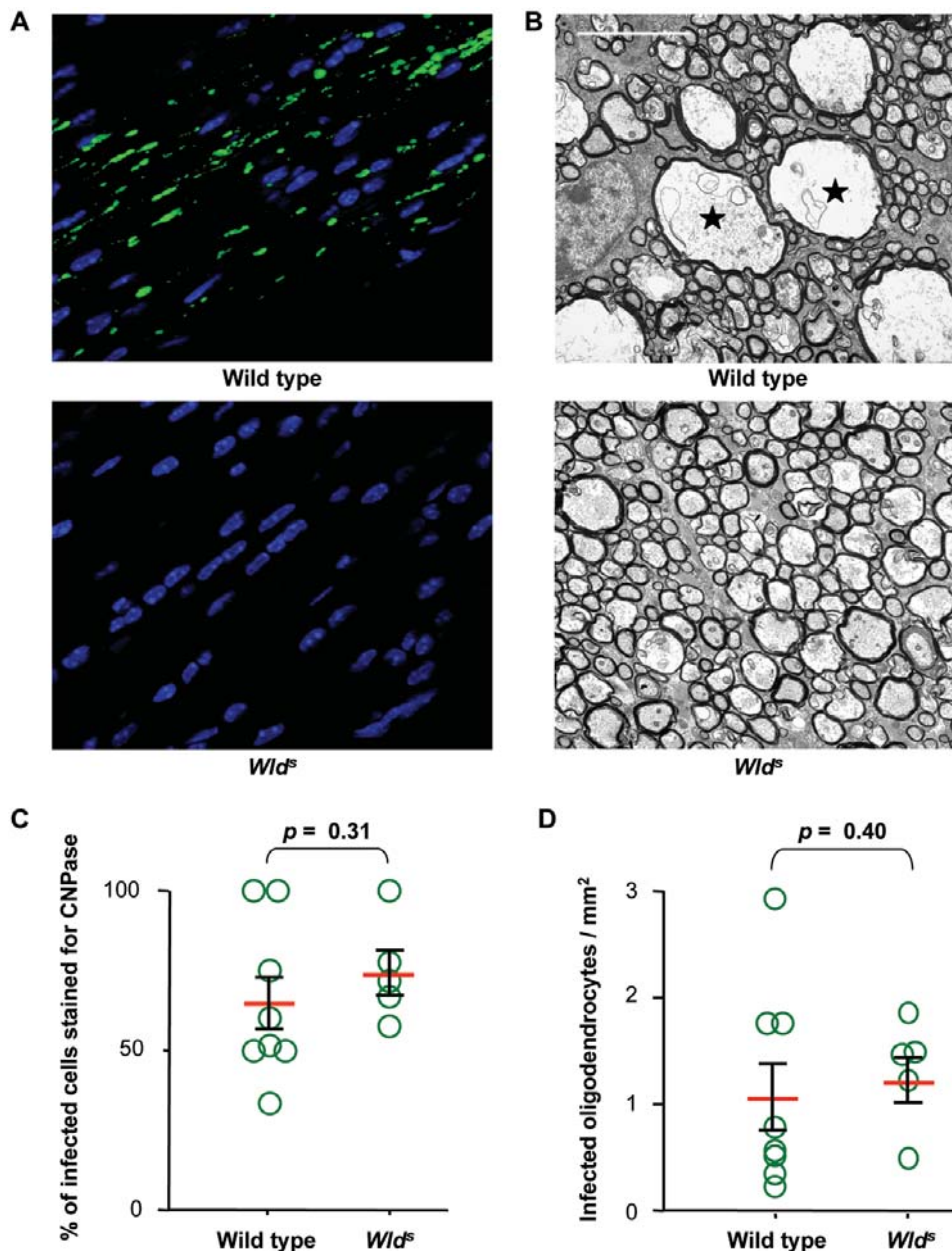 A
B
Wild type
Wild type
Wldˢ
Wldˢ
C
D
p = 0.31
p = 0.40
% of infected cells stained for CNPase
100
50
0
Wild type
Wldˢ
Infected oligodendrocytes / mm²
3
2
1
0
Wild type
Wldˢ